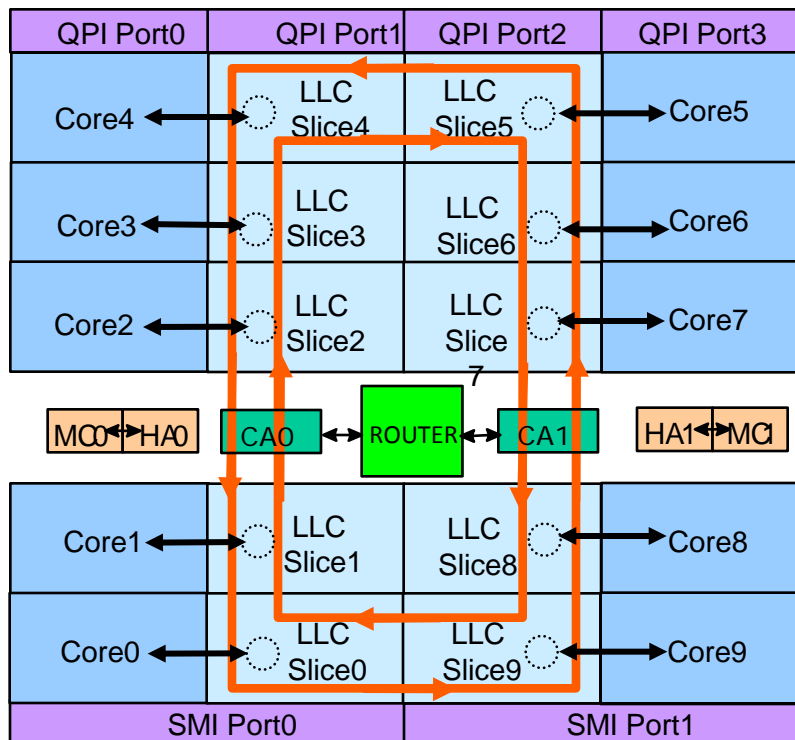 QPI Port0 QPI Port1 QPI Port2 QPI Port3
Core4
LLC
Slice4
LLC
Slice5
Core5
Core3
LLC
Slice3
LLC
Slice6
Core6
Core2
LLC
Slice2
LLC
Slice
7
Core7
MC0 HA0 CA0 ROUTER CA1 HA1 MC1
Core1
LLC
Slice1
LLC
Slice8
Core8
Core0
LLC
Slice0
LLC
Slice9
Core9
SMI Port0 SMI Port1